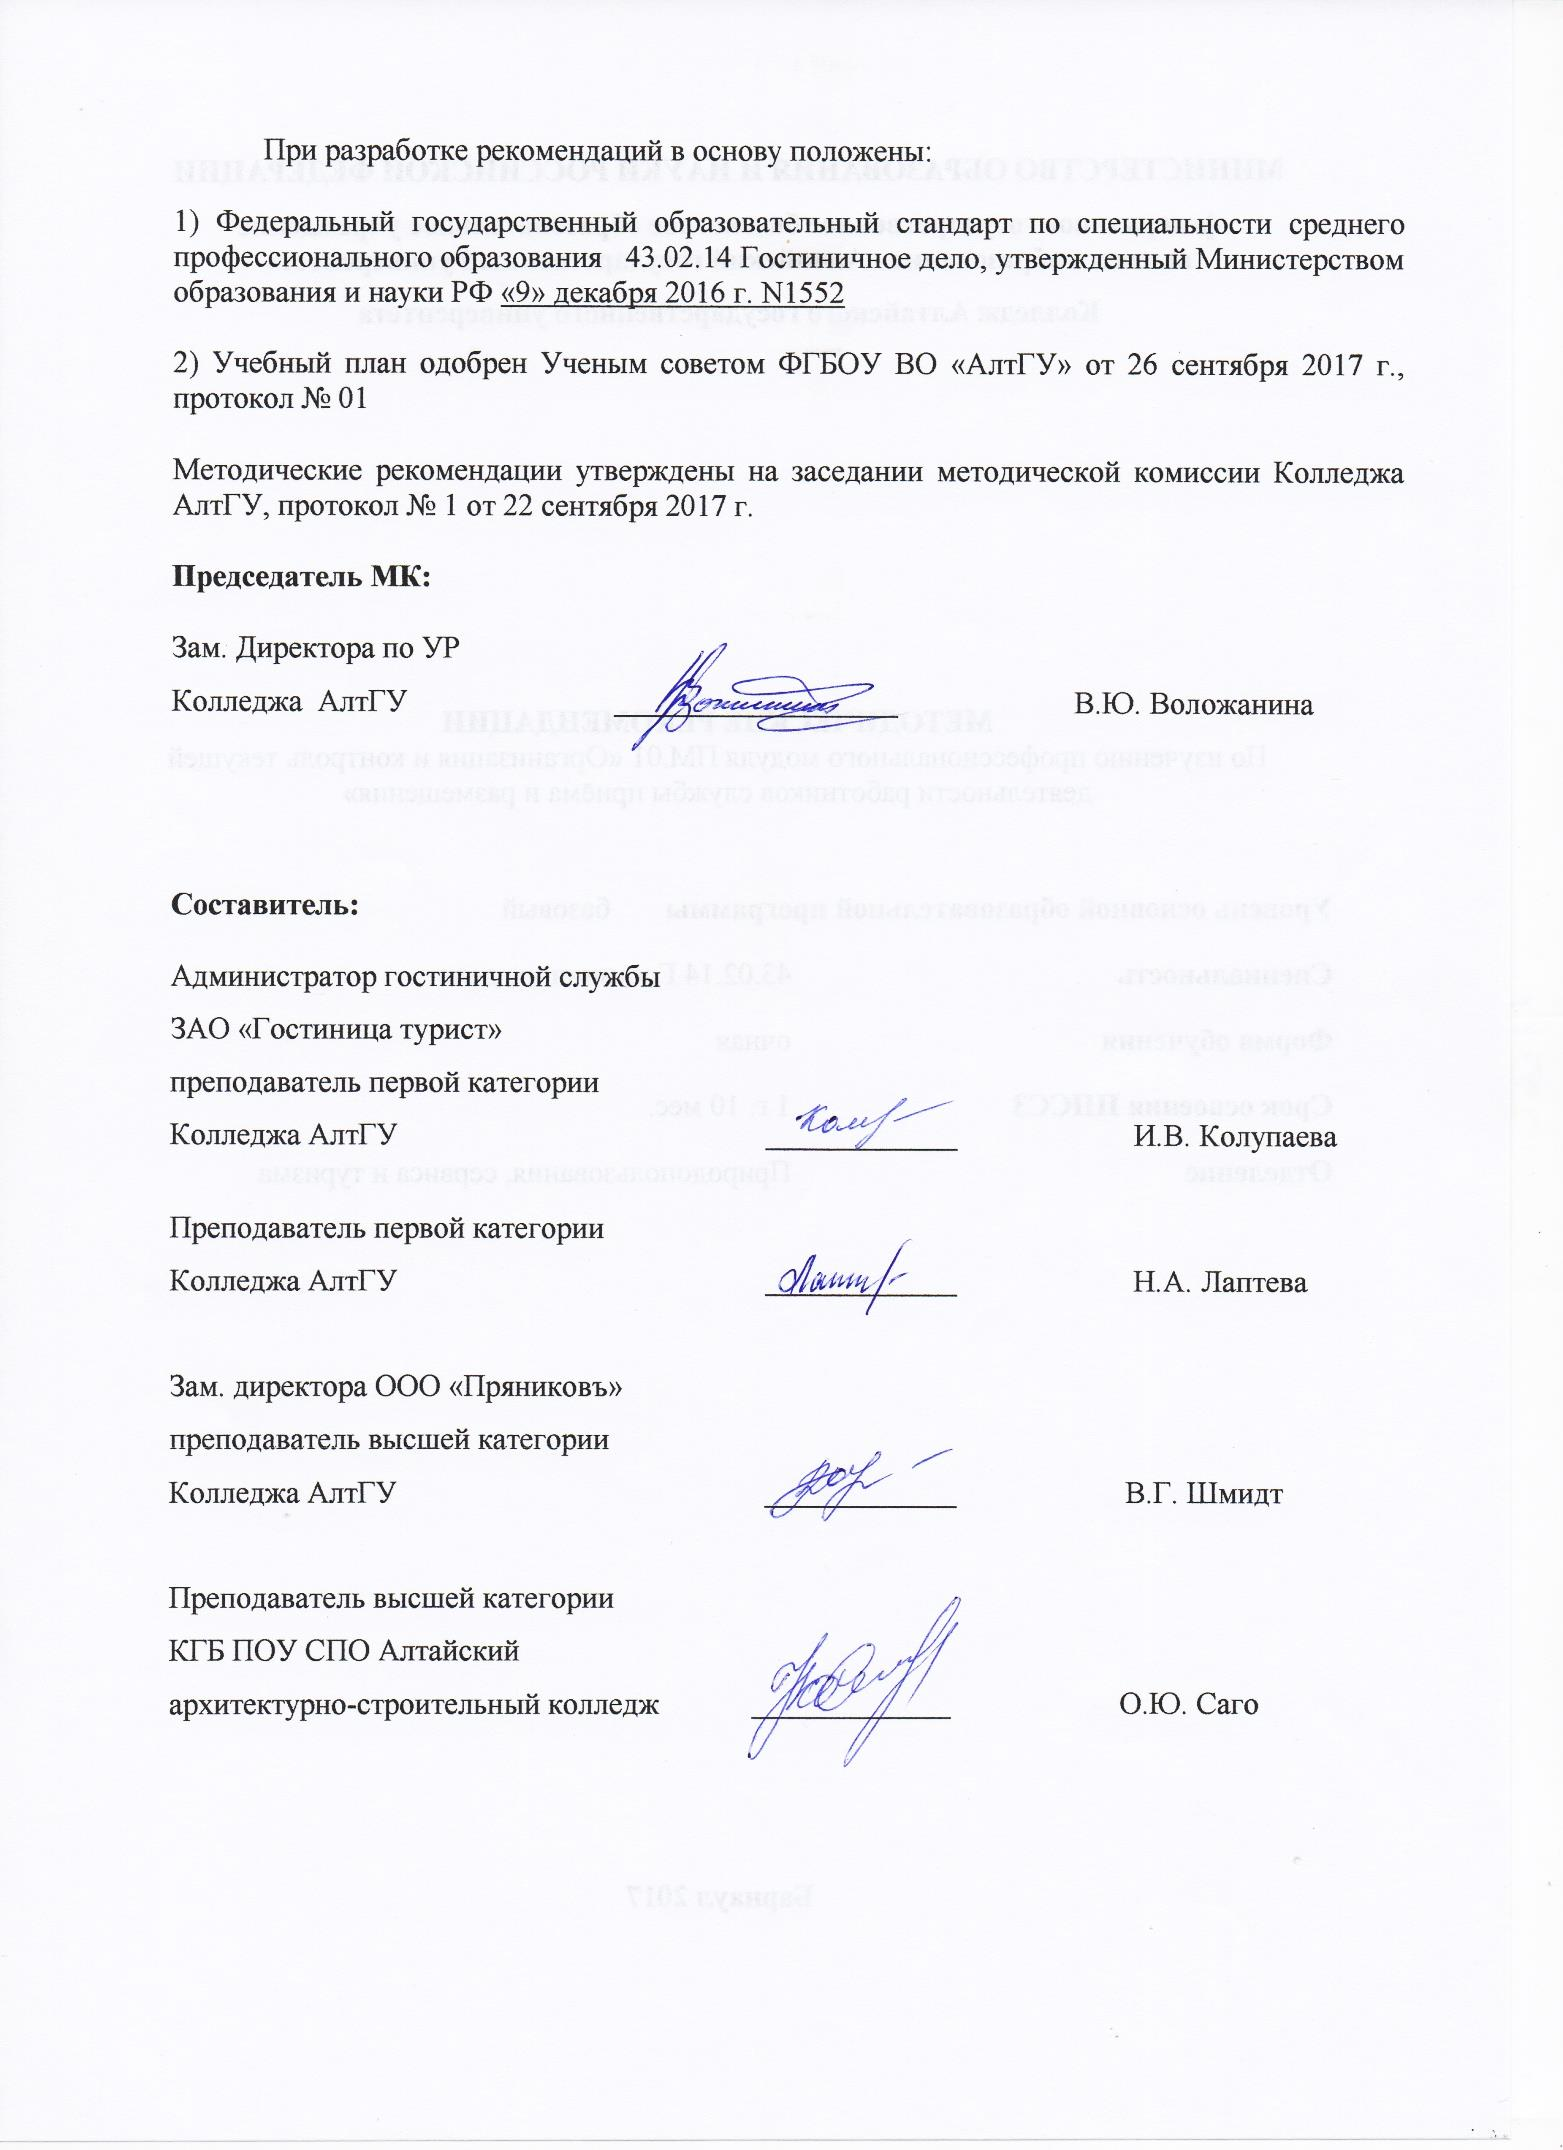 При разработке рекомендаций в основу положены:
1) Федеральный государственный образовательный стандарт по специальности среднего
профессионального образования 43.02.14 Гостиничное дело, утвержденный Министерством
образования и науки РФ «9» декабря 2016 г. N1552
2) Учебный план одобрен Ученым советом ФГБОУ ВО «АлтГУ» от 26 сентября 2017 г.,
протокол № 01
Методические рекомендации утверждены на заседании методической комиссии Колледжа
АлтГУ, протокол № 1 от 22 сентября 2017 г.
Председатель МК:
Зам. Директора по УР
Колледжа АлтГУ В.Ю. Воложанина
Составитель:
Администратор гостиничной службы
ЗАО «Гостиница турист»
преподаватель первой категории
Колледжа АлтГУ И.В. Колупаева
Преподаватель первой категории
Колледжа АлтГУ Н.А. Лаптева
Зам. директора ООО «Пряниковъ»
преподаватель высшей категории
Колледжа АлтГУ В.Г. Шмидт
Преподаватель высшей категории
КГБ ПОУ СПО Алтайский
архитектурно-строительный колледж О.Ю. Саго